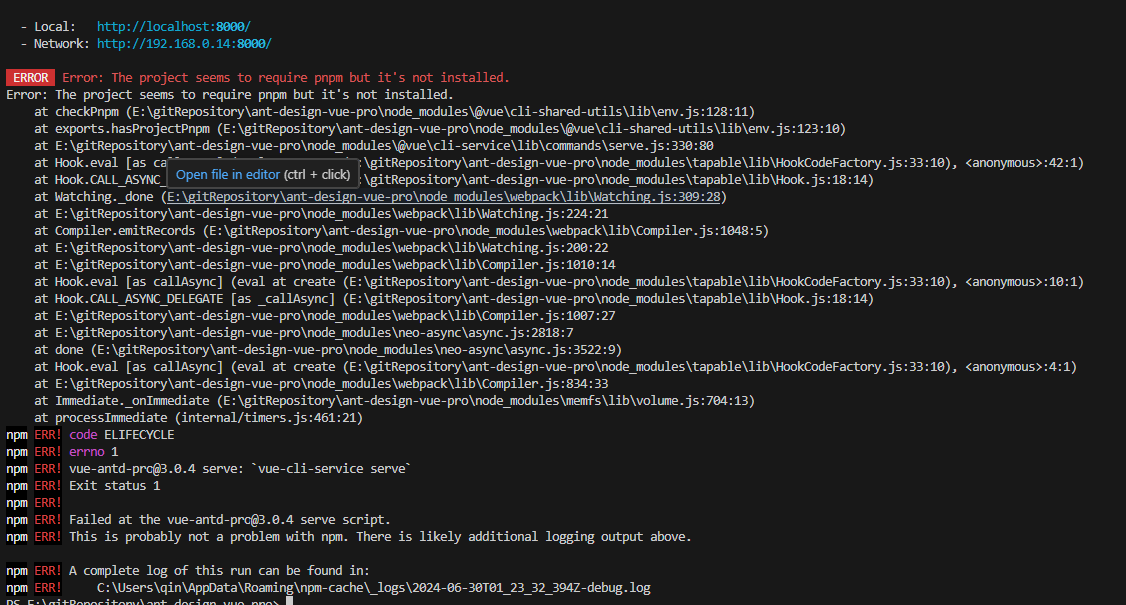 - Local: http://localhost:8000/
- Network: http://192.168.0.14:8000/
ERROR Error: The project seems to require pnpm but it's not installed.
Error: The project seems to require pnpm but it's not installed.
at checkPnpm (E:\gitRepository\ant-design-vue-pro\node_modules\@vue\cli-shared-utils\lib\env.js:128:11)
at exports.hasProjectPnpm (E:\gitRepository\ant-design-vue-pro\node_modules\@vue\cli-shared-utils\lib\env.js:123:10)
at E:\gitRepository\ant-design-vue-pro\node_modules\@vue\cli-service\lib\commands\serve.js:330:80
at Hook.eval [as :\gitRepository\ant-design-vue-pro\node_modules\tapable\lib\HookCodeFactory.js:33:10), <anonymous>:42:1)
Open file in editor (ctrl + click)
at Hook.CALL_ASYNC_ :\gitRepository\ant-design-vue-pro\node_modules\tapable\lib\Hook.js:18:14)
at Watching._done (E:\gitRepository\ant-design-vue-pro\node_modules\webpack\lib\Watching.js:309:28)
at E:\gitRepository\ant-design-vue-pro\node_modules\webpack\lib\Watching.js:224:21
at Compiler.emitRecords (E:\gitRepository\ant-design-vue-pro\node_modules\webpack\lib\Compiler.js:1048:5)
at E:\gitRepository\ant-design-vue-pro\node_modules\webpack\lib\Watching.js:200:22
at E:\gitRepository\ant-design-vue-pro\node_modules\webpack\lib\Compiler.js:1010:14
at Hook.eval [as callAsync] (eval at create (E:\gitRepository\ant-design-vue-pro\node_modules\tapable\lib\HookCodeFactory.js:33:10), <anonymous>:10:1)
at Hook.CALL_ASYNC_DELEGATE [as _callAsync] (E:\gitRepository\ant-design-vue-pro\node_modules\tapable\lib\Hook.js:18:14)
at E:\gitRepository\ant-design-vue-pro\node_modules\webpack\lib\Compiler.js:1007:27
at E:\gitRepository\ant-design-vue-pro\node_modules\neo-async\async.js:2818:7
at done (E:\gitRepository\ant-design-vue-pro\node_modules\neo-async\async.js:3522:9)
at Hook.eval [as callAsync] (eval at create (E:\gitRepository\ant-design-vue-pro\node_modules\tapable\lib\HookCodeFactory.js:33:10), <anonymous>:4:1)
at E:\gitRepository\ant-design-vue-pro\node_modules\webpack\lib\Compiler.js:834:33
at Immediate._onImmediate (E:\gitRepository\ant-design-vue-pro\node_modules\memfs\lib\volume.js:704:13)
at processImmediate (internal/timers.js:461:21)
npm ERR! code ELIFECYCLE
npm ERR! errno 1
npm ERR! vue-antd-pro@3.0.4 serve: `vue-cli-service serve`
npm ERR! Exit status 1
npm ERR!
npm ERR! Failed at the vue-antd-pro@3.0.4 serve script.
npm ERR! This is probably not a problem with npm. There is likely additional logging output above.
npm ERR! A complete log of this run can be found in:
npm ERR! C:\Users\qin\AppData\Roaming\npm-cache\_logs\2024-06-30T01_23_32_394Z-debug.log
PS E:\gitRepository\ant-design-vue-pro>